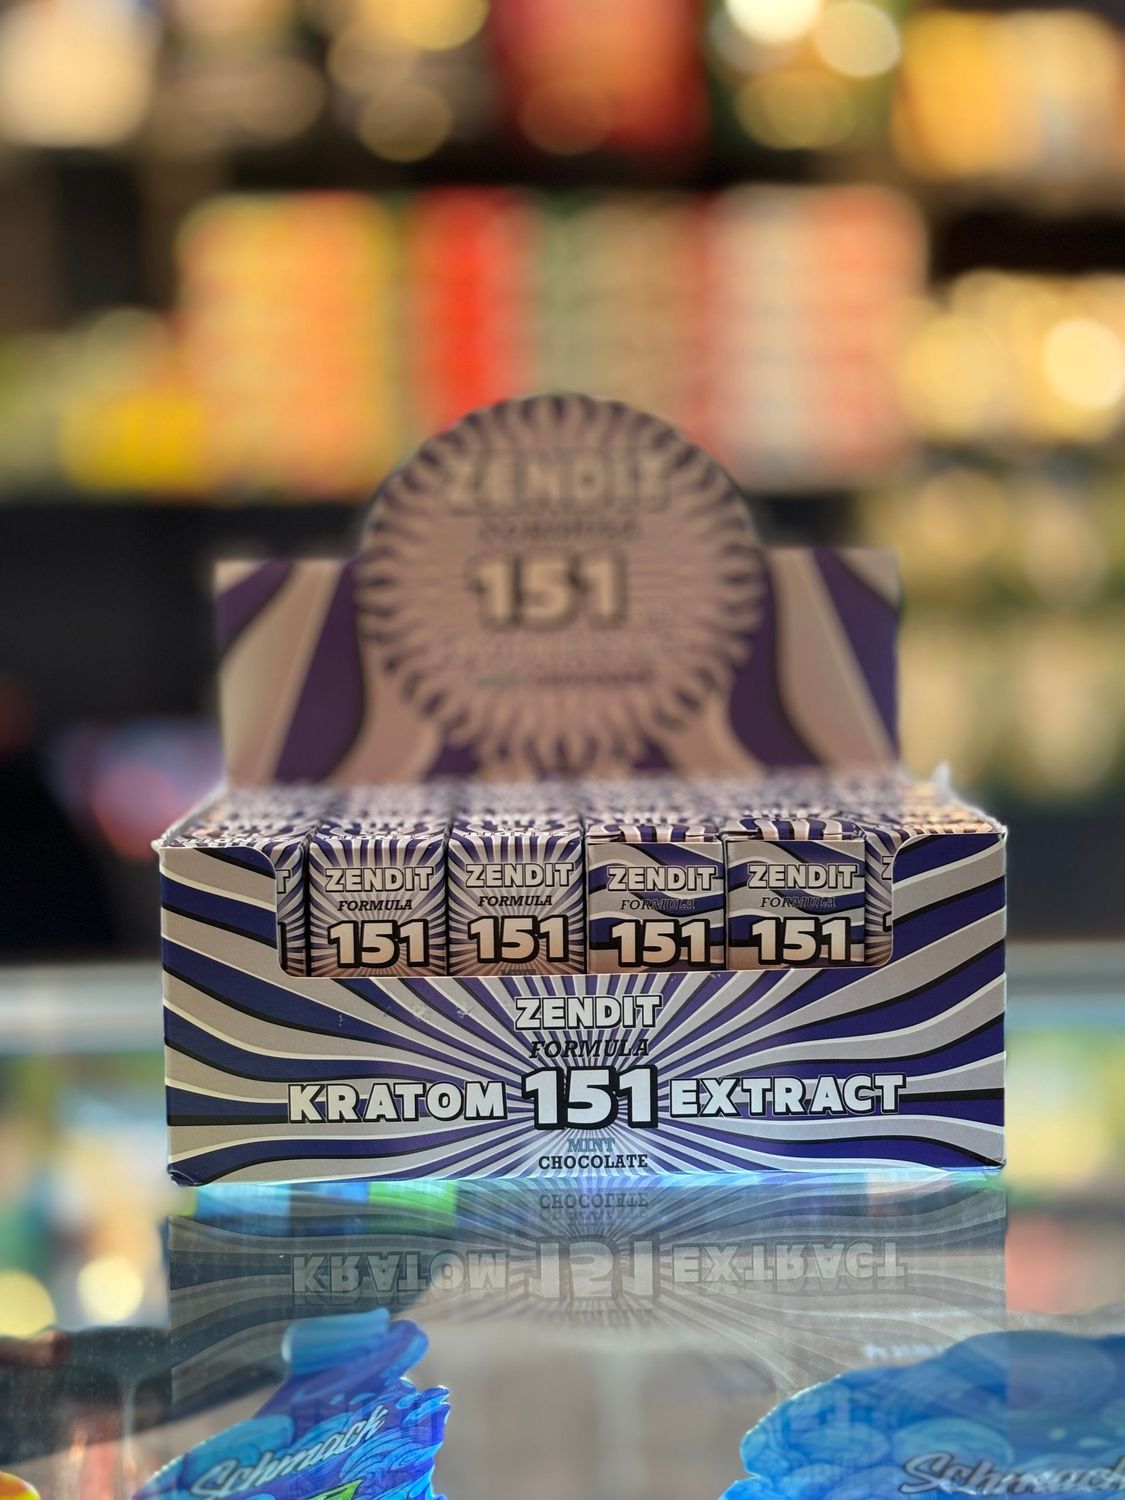 ZENDIT
FORMULA
151
ZENDIT
FORMULA
151
ZENDIT
FORMULA
151
ZENDIT
FORMULA
151
ZENDIT
FORMULA
151
ZENDIT
FORMULA
KRATOM 151 EXTRACT
MINT
CHOCOLATE
Schmack
Schmack